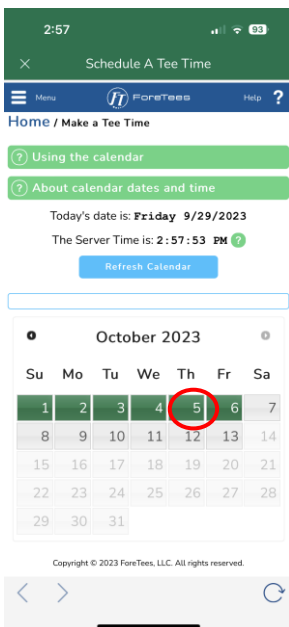 2:57
93
Schedule A Tee Time
Menu
FT
ForeTees
Help ?
Home / Make a Tee Time
? Using the calendar
? About calendar dates and time
Today's date is: Friday 9/29/2023
The Server Time is: 2:57:53 PM ?
Refresh Calendar
October 2023
Su Mo Tu We Th Fr Sa
1 2 3 4 5 6 7
8 9 10 11 12 13 14
15 16 17 18 19 20 21
22 23 24 25 26 27 28
29 30 31
Copyright © 2023 ForeTees, LLC. All rights reserved.